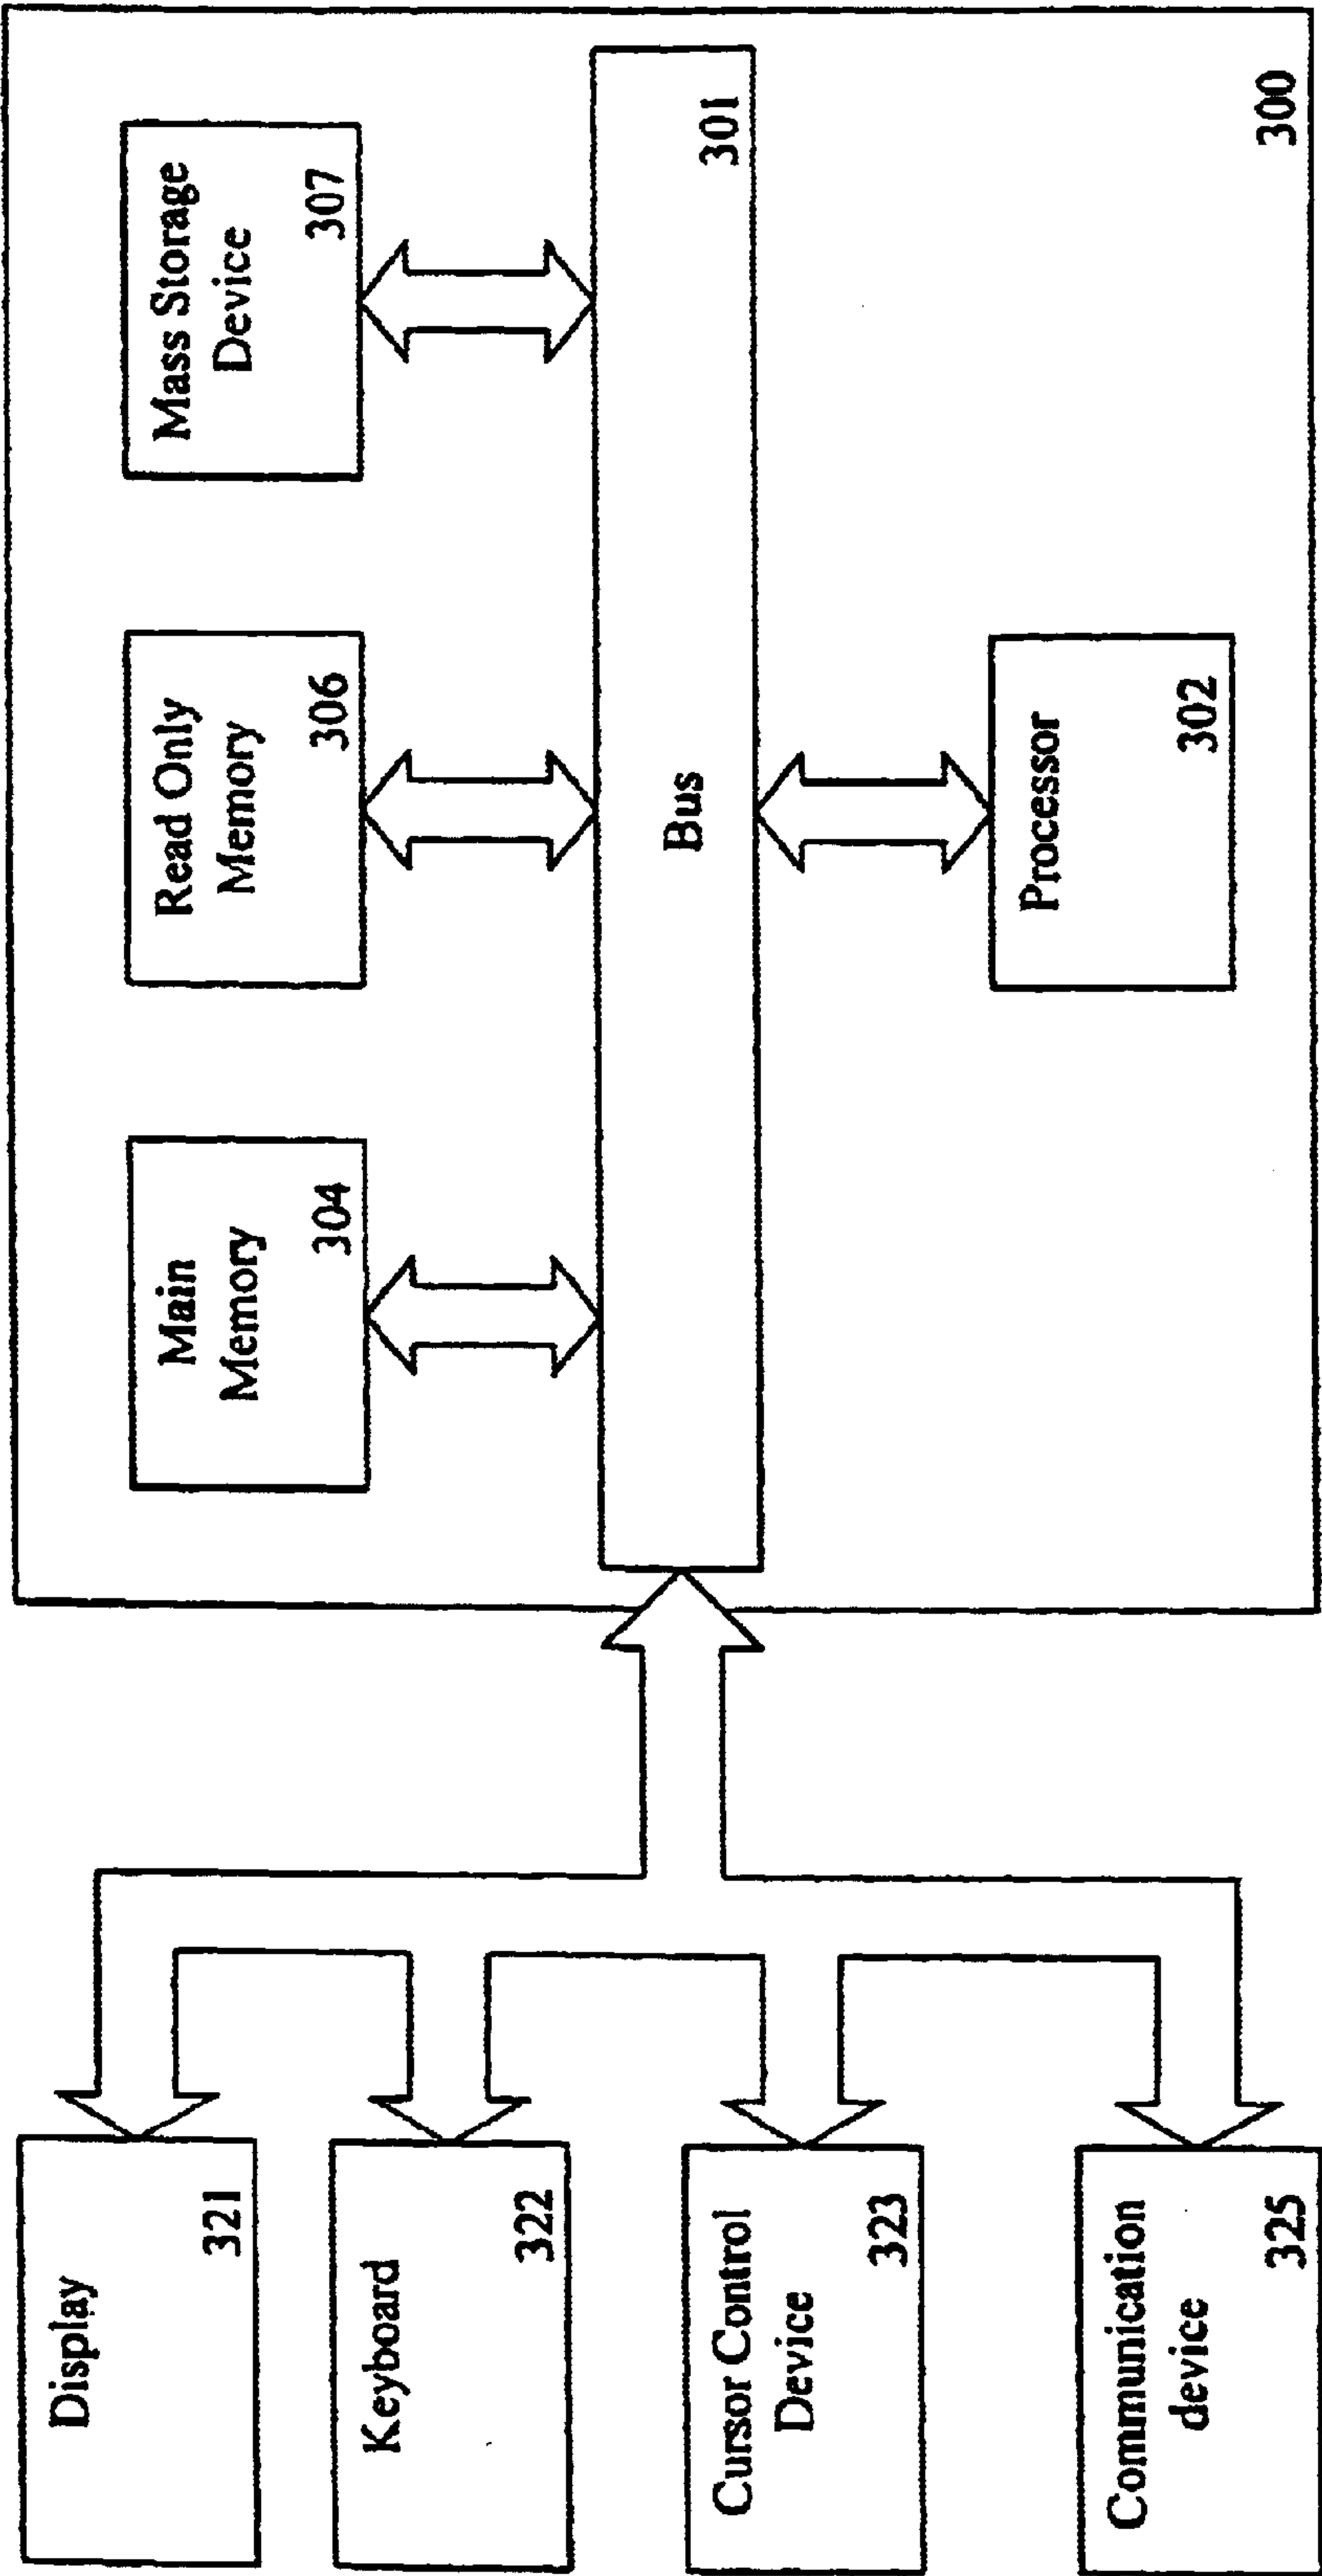 Display
321
Keyboard
322
Cursor Control
Device
323
Communication
device
325
Main
Memory
304
Read Only
Memory
306
Mass Storage
Device
307
Bus
301
Processor
302
300